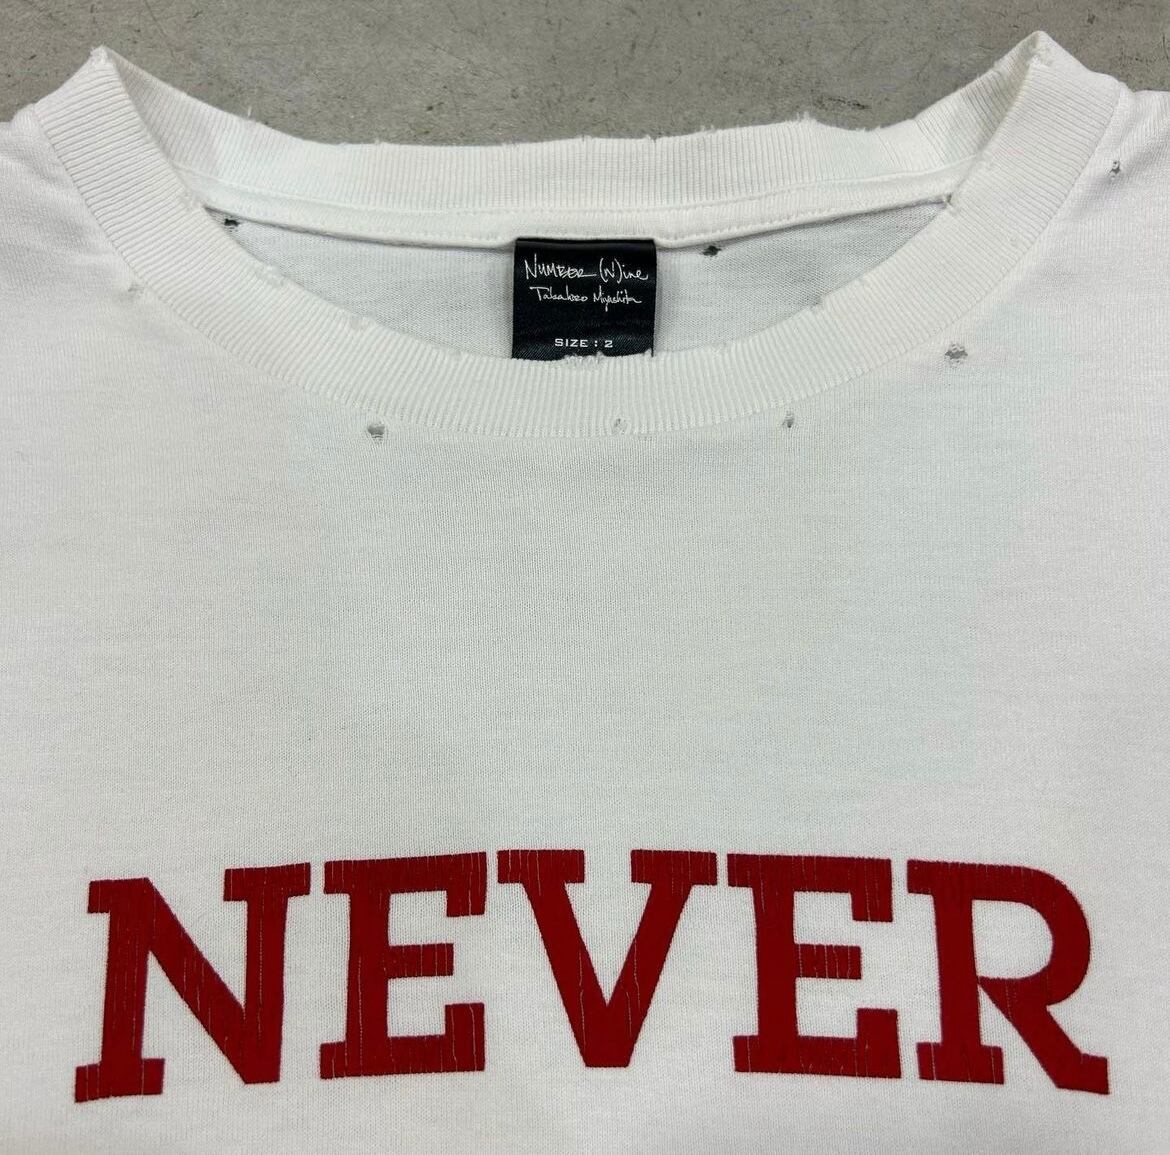 NUMBER (N)ine
Takahiro Miyashita
SIZE : 2
NEVER